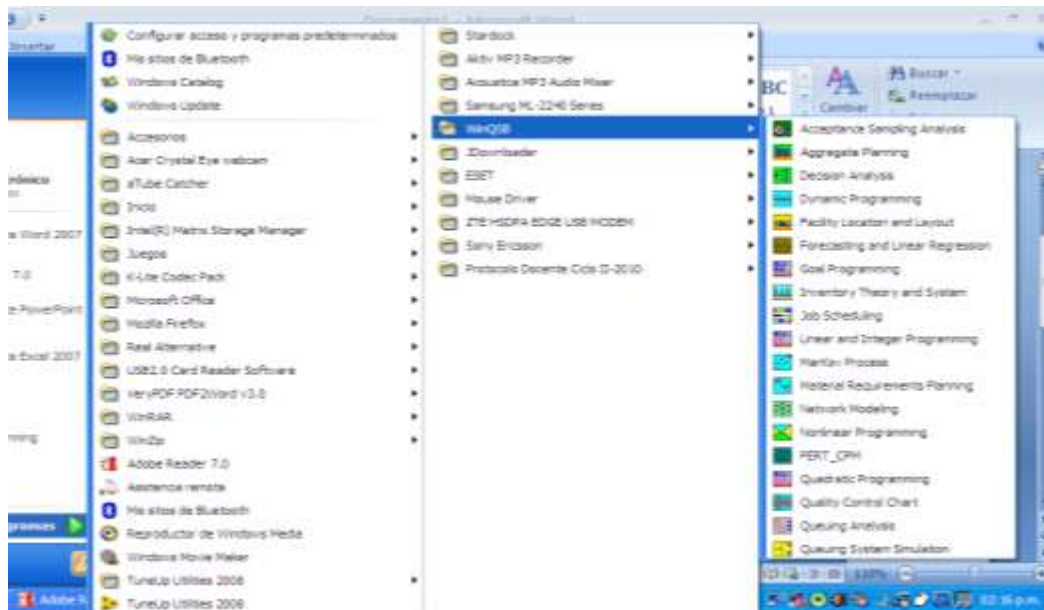 Insertar
Word 2007
7.0
PowerPoint
Excel 2007
Configurar acceso y programas predeterminados
Mis sitios de Bluetooth
Windows Catalog
Windows Update
Accesorios
Acer Crystal Eye webcam
aTube Catcher
Inicio
Intel(R) Matrix Storage Manager
Juegos
K-Lite Codec Pack
Microsoft Office
Mozilla Firefox
Real Alternative
USB2.0 Card Reader Software
VeryPDF PDF2Word v3.0
WinRAR
WinZip
Adobe Reader 7.0
Asistencia remota
Mis sitios de Bluetooth
Reproductor de Windows Media
Windows Movie Maker
TuneUp Utilities 2008
TuneUp Utilities 2008
Stardock
Aktiv MP3 Recorder
Acoustica MP3 Audio Mixer
Samsung ML-2240 Series
WinQSB
JDownloader
ESET
Mouse Driver
ZTE HSDPA EDGE USB MODEM
Sony Ericsson
Protocolo Docente Ciclo II-2010
Buscar
Reemplazar
Cambiar
Acceptance Sampling Analysis
Aggregate Planning
Decision Analysis
Dynamic Programming
Facility Location and Layout
Forecasting and Linear Regression
Goal Programming
Inventory Theory and System
Job Scheduling
Linear and Integer Programming
MarKov Process
Material Requirements Planning
Network Modeling
Nonlinear Programming
PERT_CPM
Quadratic Programming
Quality Control Chart
Queuing Analysis
Queuing System Simulation
02:16 p.m.